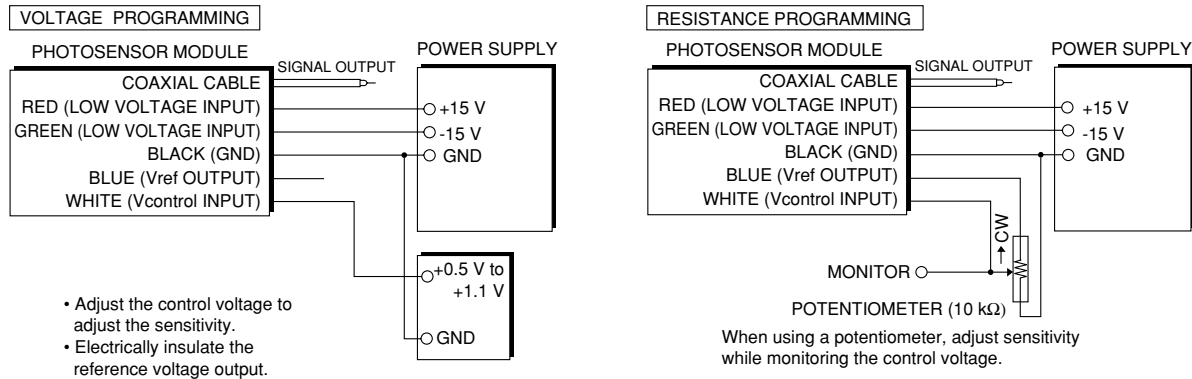 VOLTAGE PROGRAMMING
PHOTOSENSOR MODULE
POWER SUPPLY
SIGNAL OUTPUT
COAXIAL CABLE
RED (LOW VOLTAGE INPUT)
+15 V
GREEN (LOW VOLTAGE INPUT)
-15 V
BLACK (GND)
GND
BLUE (Vref OUTPUT)
WHITE (Vcontrol INPUT)
+0.5 V to
+1.1 V
GND
• Adjust the control voltage to
adjust the sensitivity.
• Electrically insulate the
reference voltage output.
RESISTANCE PROGRAMMING
PHOTOSENSOR MODULE
POWER SUPPLY
SIGNAL OUTPUT
COAXIAL CABLE
RED (LOW VOLTAGE INPUT)
+15 V
GREEN (LOW VOLTAGE INPUT)
-15 V
BLACK (GND)
GND
BLUE (Vref OUTPUT)
WHITE (Vcontrol INPUT)
CW
MONITOR
POTENTIOMETER (10 kΩ)
When using a potentiometer, adjust sensitivity
while monitoring the control voltage.